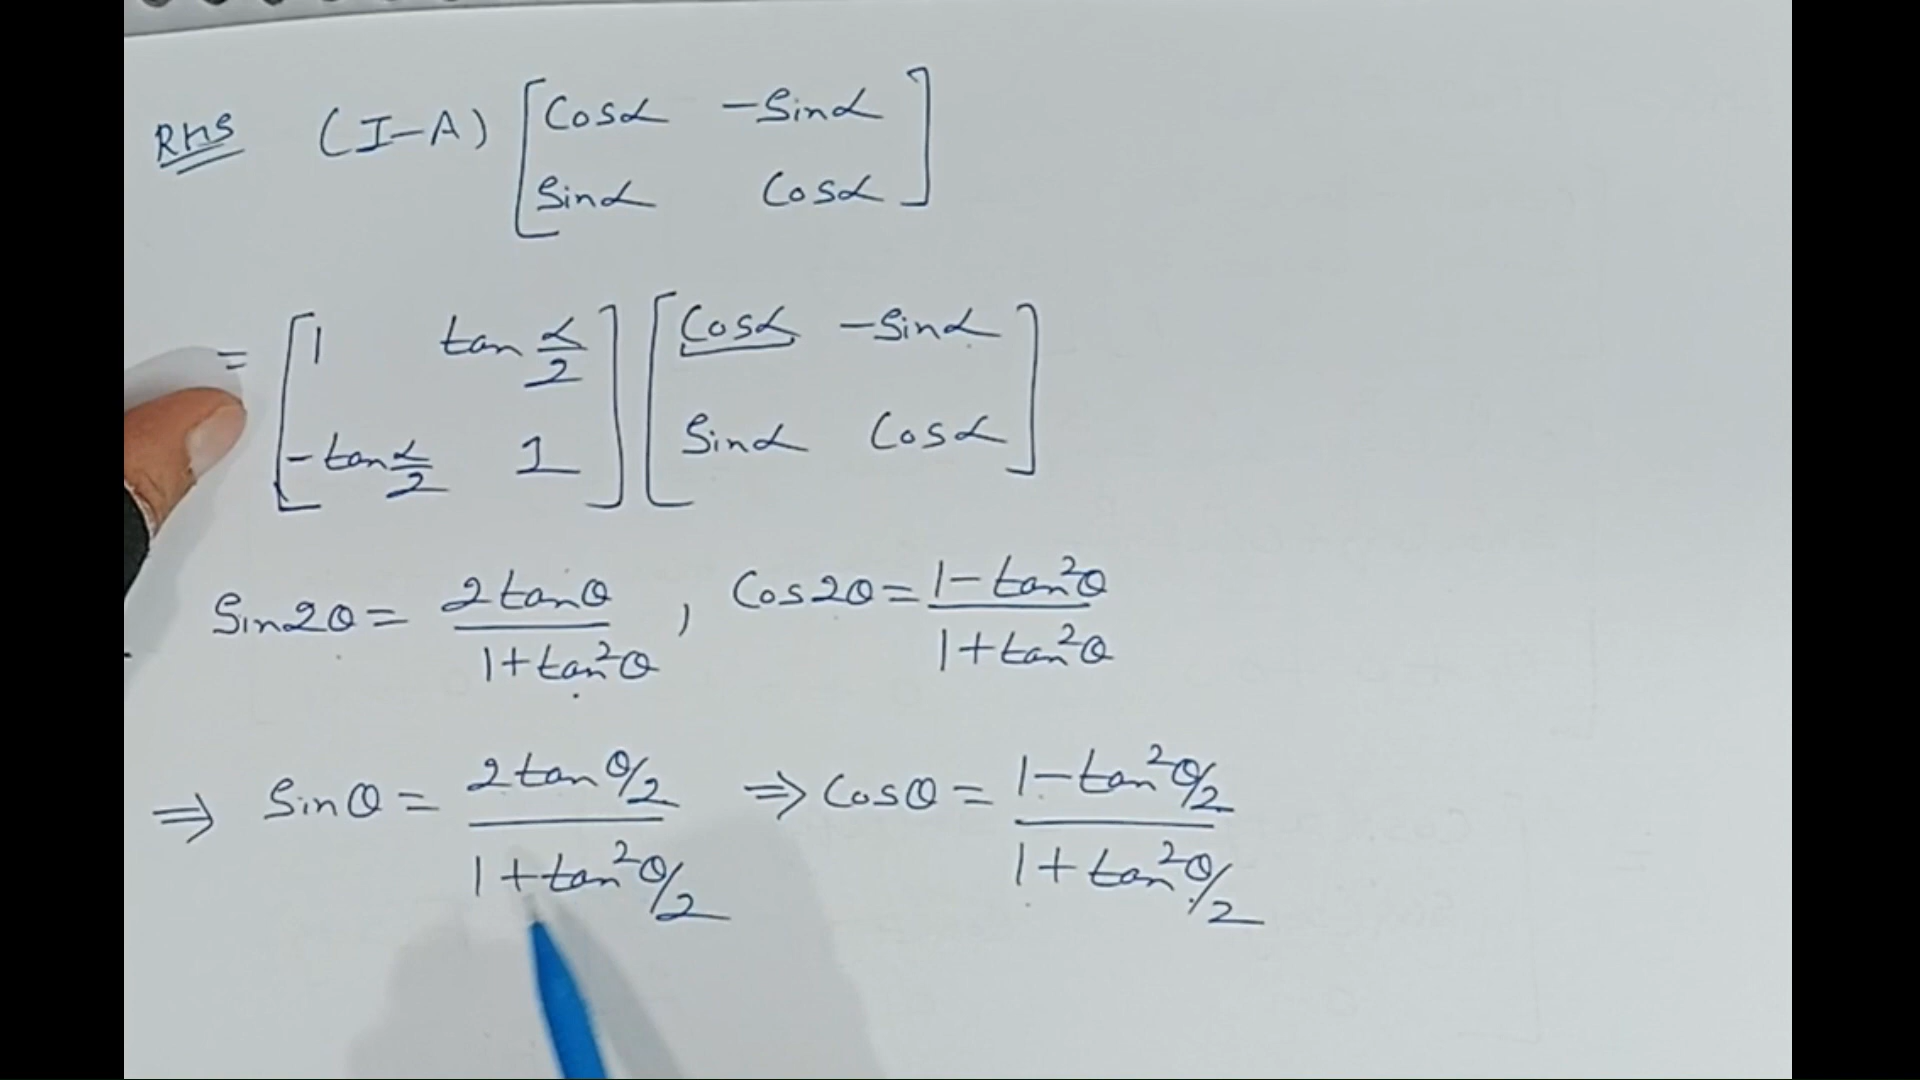 RHS (I-A) [Cosα -Sinα
Sinα Cosα]
= [1 tan α/2 [Cosα -Sinα
-tan α/2 1] Sinα Cosα]
Sin2θ = 2tanθ / 1+tan²θ , Cos2θ = 1-tan²θ / 1+tan²θ
⇒ Sinθ = 2tan θ/2 / 1+tan² θ/2 ⇒ Cosθ = 1-tan² θ/2 / 1+tan² θ/2